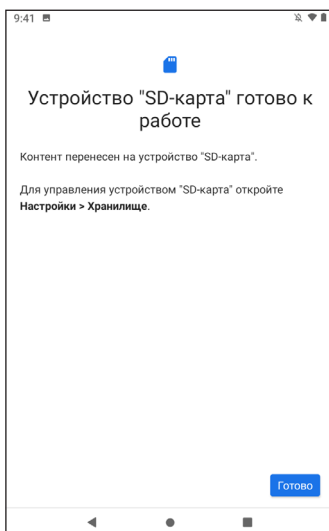 9:41
Устройство "SD-карта" готово к
работе
Контент перенесен на устройство "SD-карта".
Для управления устройством "SD-карта" откройте
Настройки > Хранилище.
Готово